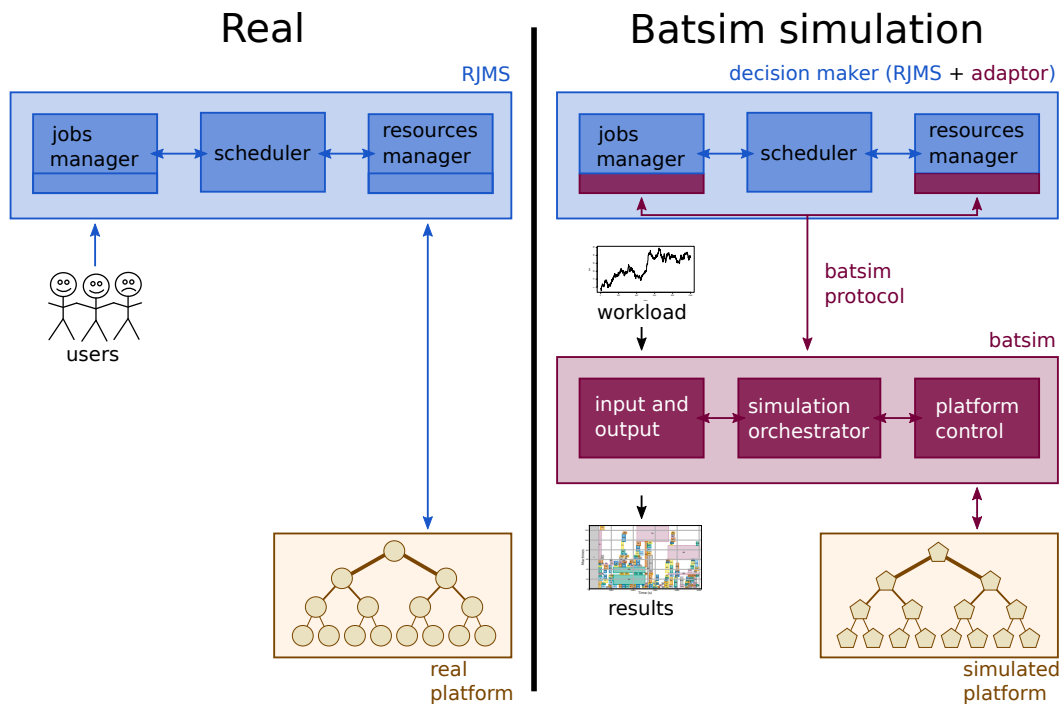 Real
RJMS
jobs
manager
scheduler
resources
manager
users
real
platform
Batsim simulation
decision maker (RJMS + adaptor)
jobs
manager
scheduler
resources
manager
batsim
protocol
workload
batsim
input and
output
simulation
orchestrator
platform
control
results
simulated
platform